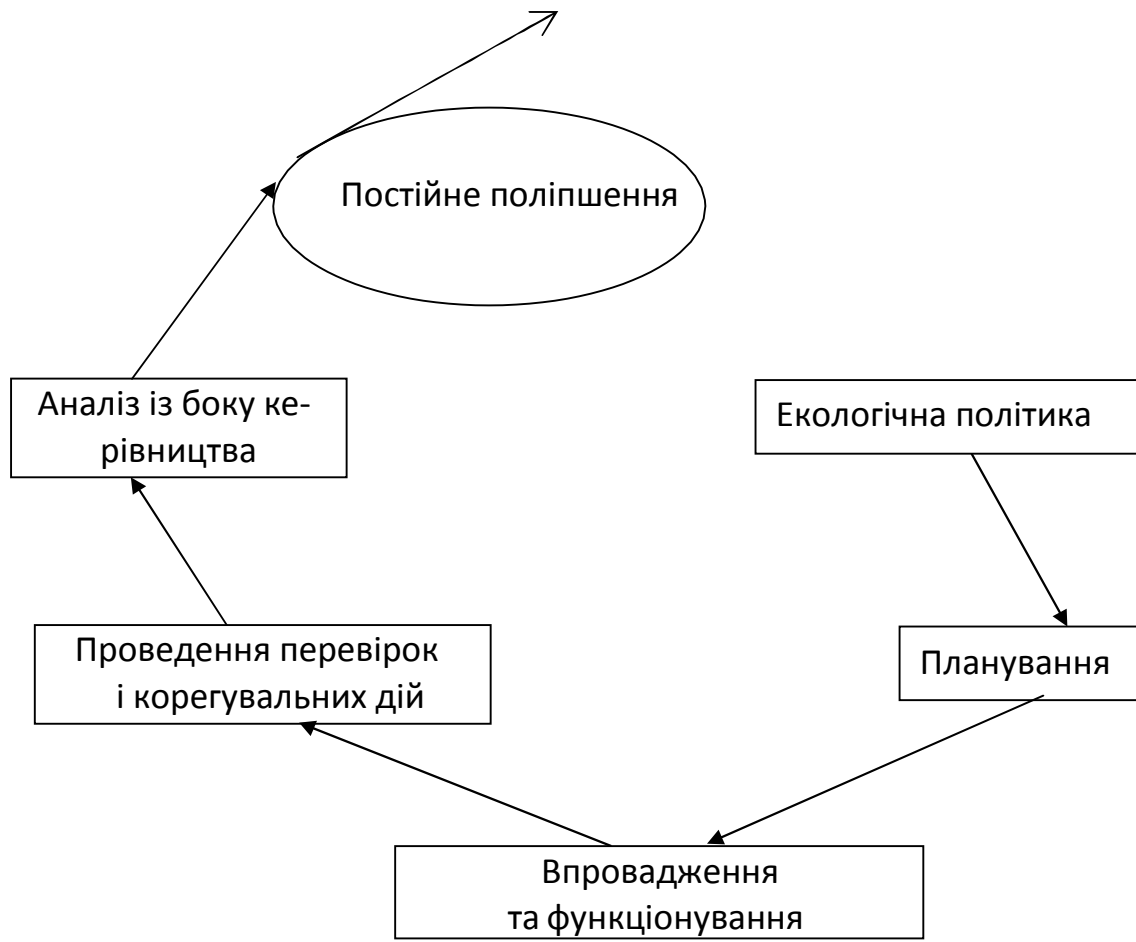 Постійне поліпшення
Аналіз із боку ке-
рівництва
Екологічна політика
Проведення перевірок
і корегувальних дій
Планування
Впровадження
та функціонування